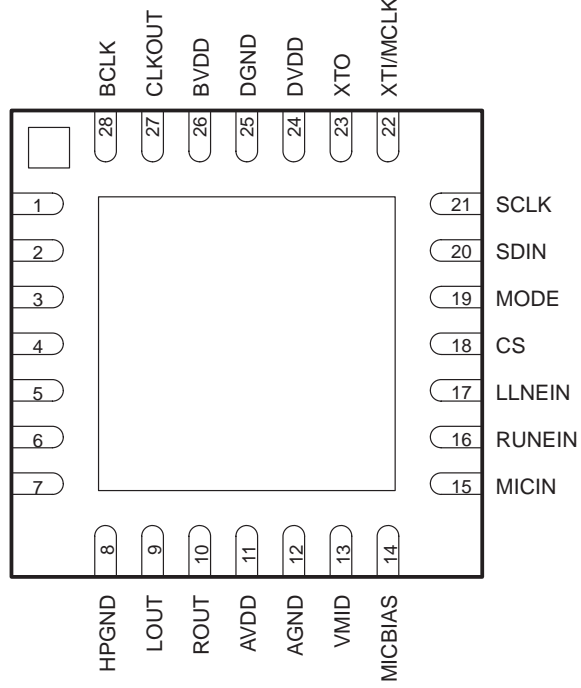 BCLK
CLKOUT
BVDD
DGND
DVDD
XTO
XTI/MCLK
28
27
26
25
24
23
22
1
21 SCLK
2
20 SDIN
3
19 MODE
4
18 CS
5
17 LLNEIN
6
16 RUNEIN
7
15 MICIN
8
9
10
11
12
13
14
HPGND
LOUT
ROUT
AVDD
AGND
VMID
MICBIAS